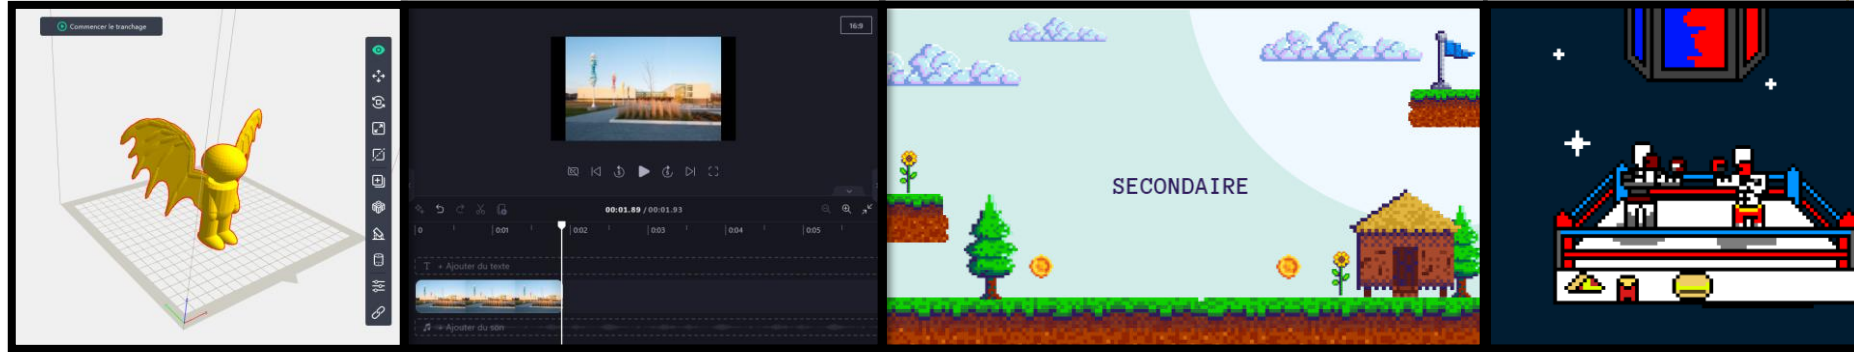 Commencer le tranchage
16:9
00:01.89 / 00:01.93
0
0:01
0:02
0:03
0:04
0:05
T + Ajouter du texte
+ Ajouter du son
SECONDAIRE